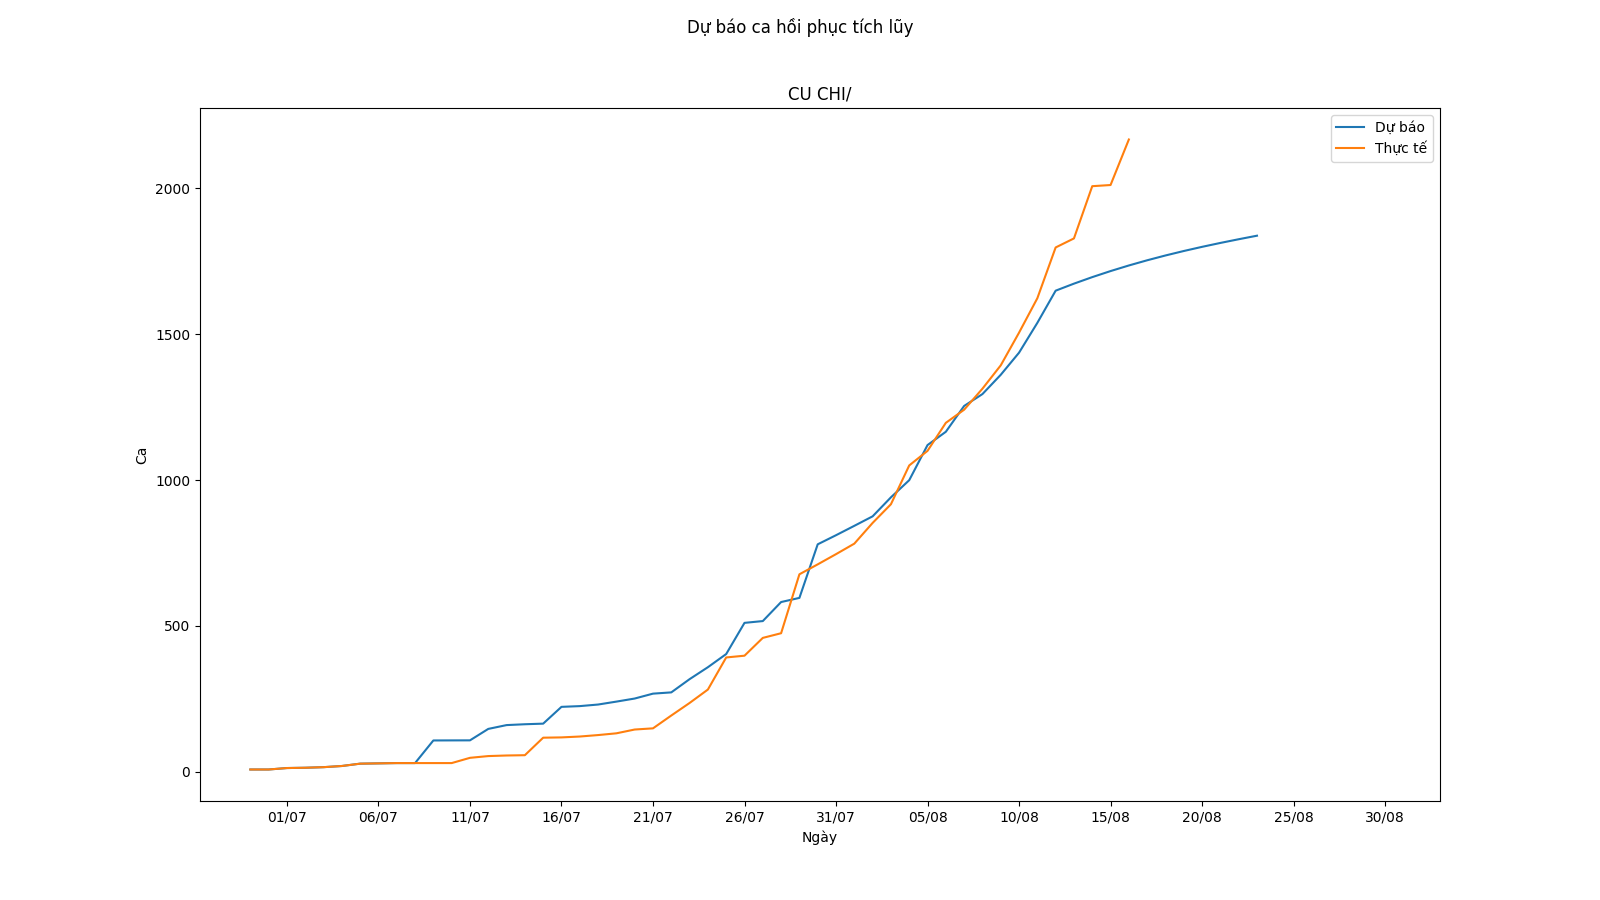 Dự báo ca hồi phục tích lũy
CU CHI/
Dự báo
Thực tế
2000
1500
1000
500
0
Ca
01/07 06/07 11/07 16/07 21/07 26/07 31/07 05/08 10/08 15/08 20/08 25/08 30/08
Ngày